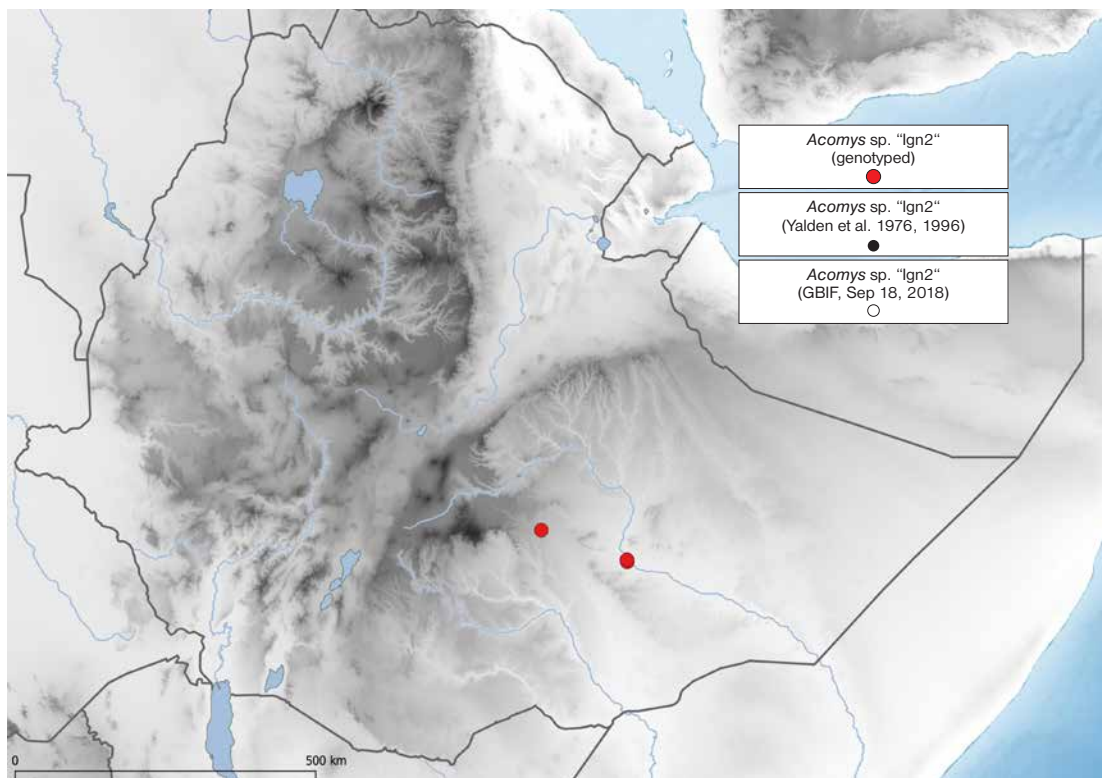 Acomys sp. “Ign2“
(genotyped)
Acomys sp. “Ign2“
(Yalden et al. 1976, 1996)
Acomys sp. “Ign2“
(GBIF, Sep 18, 2018)
0 500 km